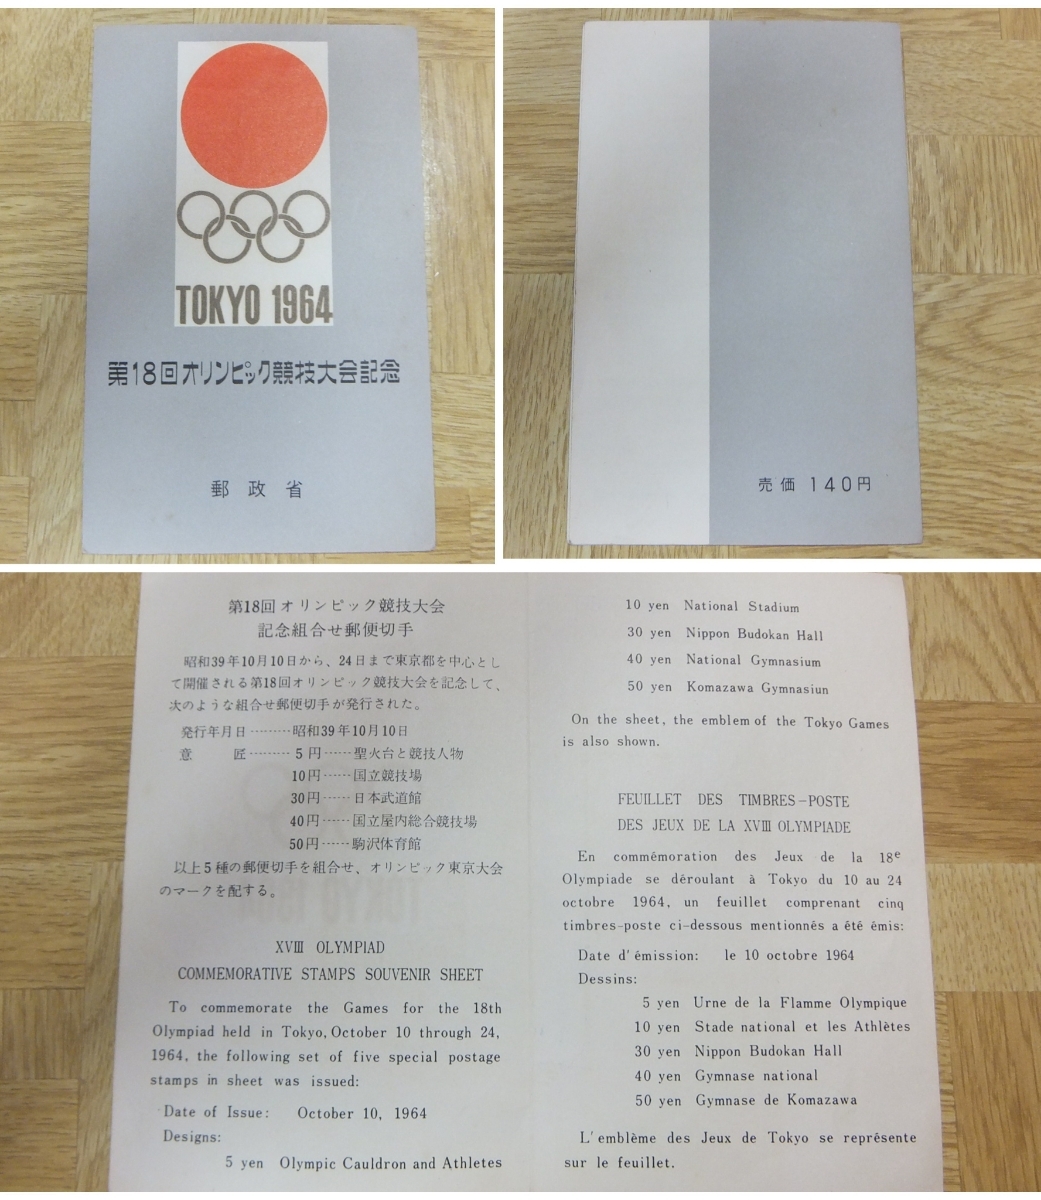 TOKYO 1964
第18回オリンピック競技大会記念
郵政省
売価 140円
第18回オリンピック競技大会
記念組合せ郵便切手
昭和39年10月10日から、24日まで東京都を中心とし
て開催される第18回オリンピック競技大会を記念して、
次のような組合せ郵便切手が発行された。
発行年月日---------昭和39年10月10日
意 匠--------5円------聖火台と競技人物
10円------国立競技場
30円------日本武道館
40円------国立屋内総合競技場
50円------駒沢体育館
以上5種の郵便切手を組合せ、オリンピック東京大会
のマークを配する。
XVIII OLYMPIAD
COMMEMORATIVE STAMPS SOUVENIR SHEET
To commemorate the Games for the 18th
Olympiad held in Tokyo, October 10 through 24,
1964, the following set of five special postage
stamps in sheet was issued:
Date of Issue: October 10, 1964
Designs:
5 yen Olympic Cauldron and Athletes
10 yen National Stadium
30 yen Nippon Budokan Hall
40 yen National Gymnasium
50 yen Komazawa Gymnasiun
On the sheet, the emblem of the Tokyo Games
is also shown.
FEUILLET DES TIMBRES-POSTE
DES JEUX DE LA XVIII OLYMPIADE
En commémoration des Jeux de la 18e
Olympiade se déroulant à Tokyo du 10 au 24
octobre 1964, un feuillet comprenant cinq
timbres-poste ci-dessous mentionnés a été émis:
Date d'émission: le 10 octobre 1964
Dessins:
5 yen Urne de la Flamme Olympique
10 yen Stade national et les Athlètes
30 yen Nippon Budokan Hall
40 yen Gymnase national
50 yen Gymnase de Komazawa
L'emblème des Jeux de Tokyo se représente
sur le feuillet.